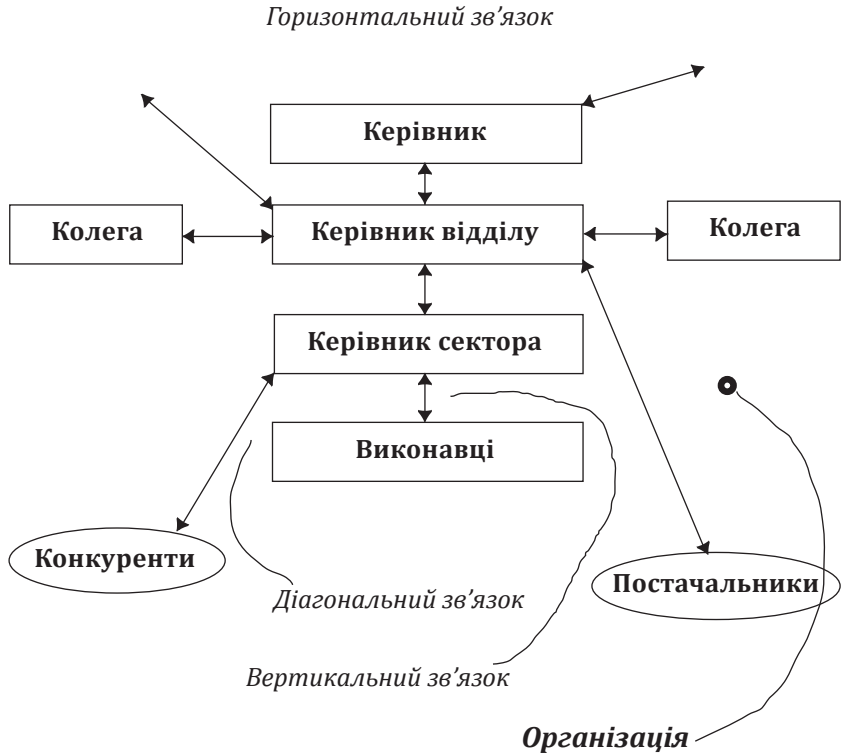 Горизонтальний зв'язок
Керівник
Колега
Керівник відділу
Колега
Керівник сектора
Виконавці
Конкуренти
Постачальники
Діагональний зв'язок
Вертикальний зв'язок
Організація